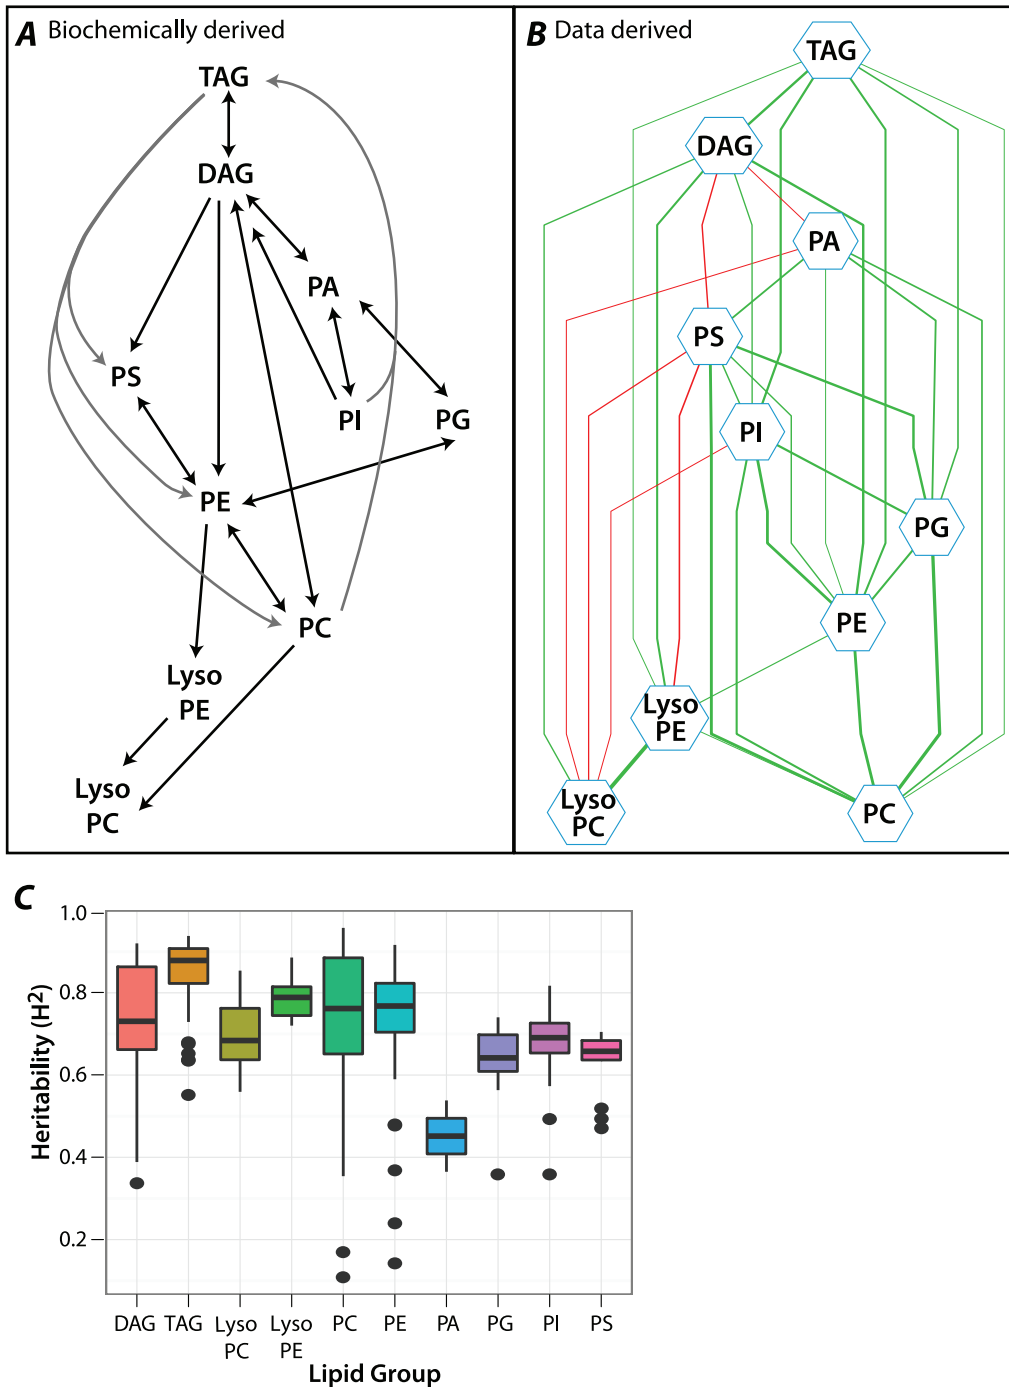 A Biochemically derived
TAG
DAG
PA
PS
PI
PG
PE
PC
Lyso
PE
Lyso
PC
B Data derived
TAG
DAG
PA
PS
PI
PG
PE
Lyso
PE
Lyso
PC
PC
C
Heritability (H²)
1.0
0.8
0.6
0.4
0.2
DAG TAG Lyso Lyso PC PE PA PG PI PS
PC PE
Lipid Group